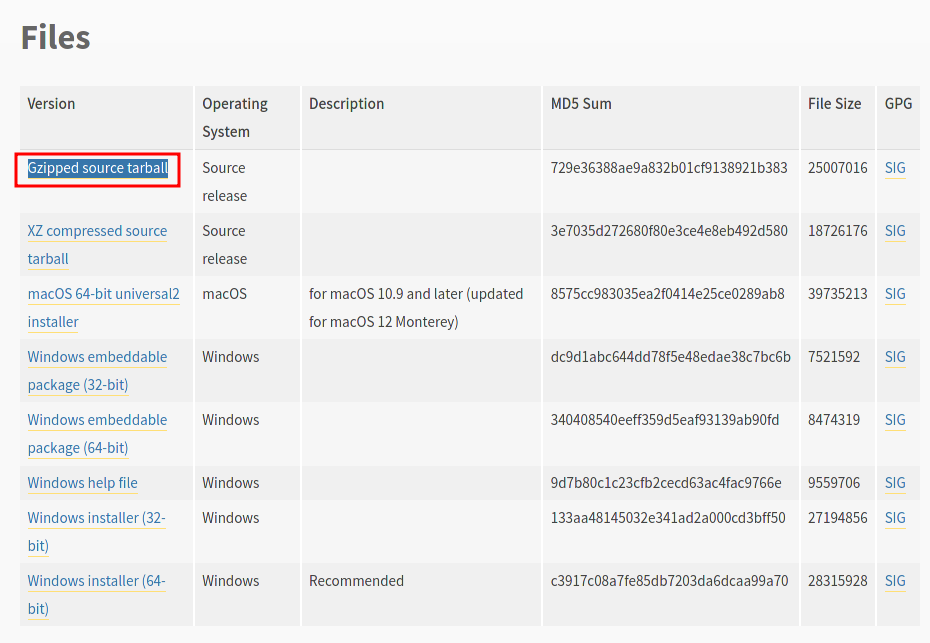 Files
Version Operating System Description MD5 Sum File Size GPG
Gzipped source tarball Source release 729e36388ae9a832b01cf9138921b383 25007016 SIG
XZ compressed source tarball Source release 3e7035d272680f80e3ce4e8eb492d580 18726176 SIG
macOS 64-bit universal2 installer macOS for macOS 10.9 and later (updated for macOS 12 Monterey) 8575cc983035ea2f0414e25ce0289ab8 39735213 SIG
Windows embeddable package (32-bit) Windows dc9d1abc644dd78f5e48edae38c7bc6b 7521592 SIG
Windows embeddable package (64-bit) Windows 340408540eeff359d5eaf93139ab90fd 8474319 SIG
Windows help file Windows 9d7b80c1c23cfb2cecd63ac4fac9766e 9559706 SIG
Windows installer (32-bit) Windows 133aa48145032e341ad2a000cd3bff50 27194856 SIG
Windows installer (64-bit) Windows Recommended c3917c08a7fe85db7203da6dcaa99a70 28315928 SIG